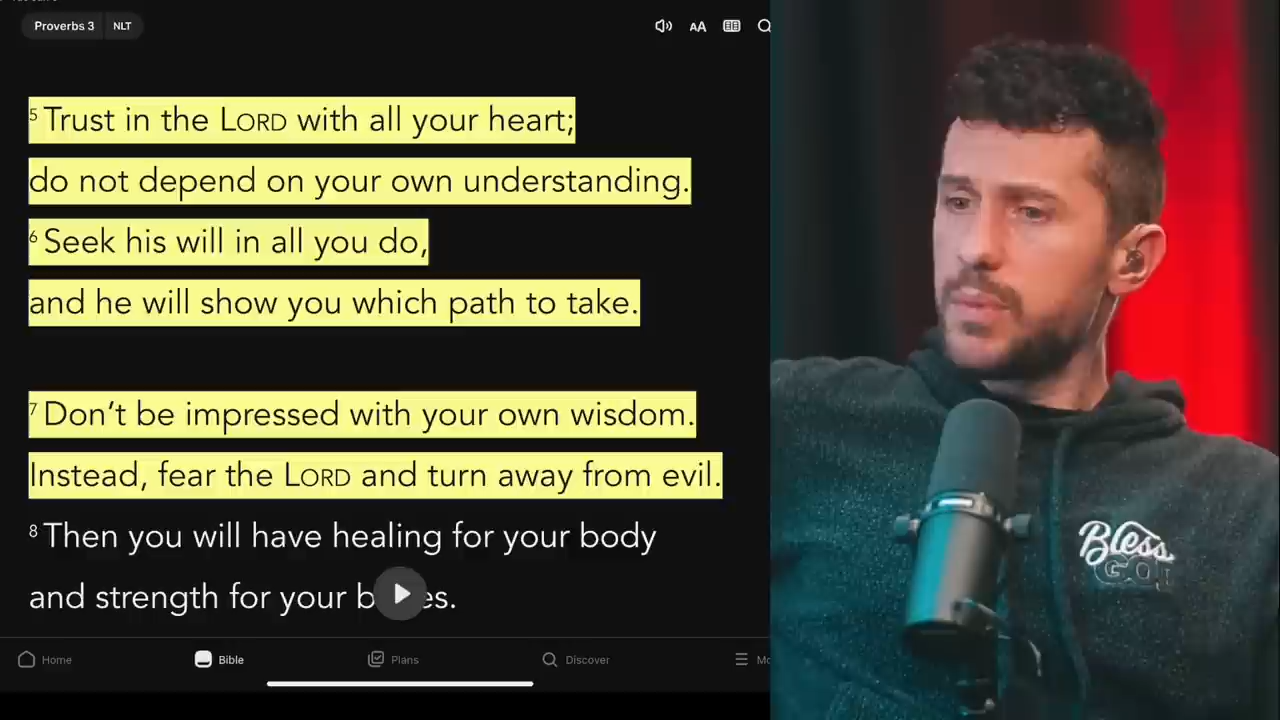 Proverbs 3 NLT
AA
5 Trust in the LORD with all your heart;
do not depend on your own understanding.
6 Seek his will in all you do,
and he will show you which path to take.
7 Don’t be impressed with your own wisdom.
Instead, fear the LORD and turn away from evil.
8 Then you will have healing for your body
and strength for your
Home Bible Plans Discover
Bless
GO!